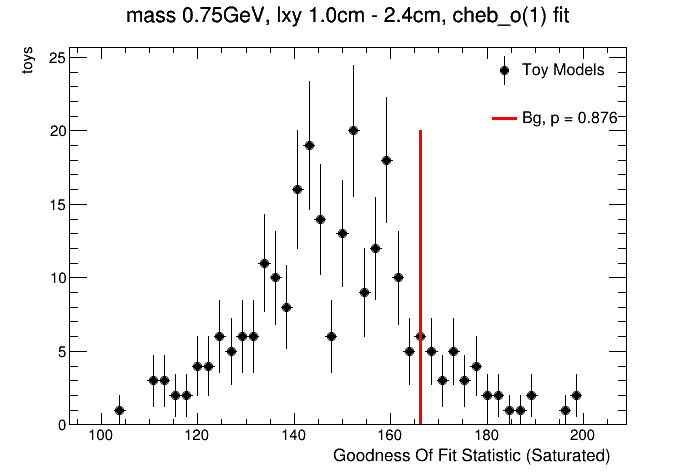 mass 0.75GeV, lxy 1.0cm - 2.4cm, cheb_o(1) fit
toys
25
20
15
10
5
0
Toy Models
Bg, p = 0.876
100
120
140
160
180
200
Goodness Of Fit Statistic (Saturated)